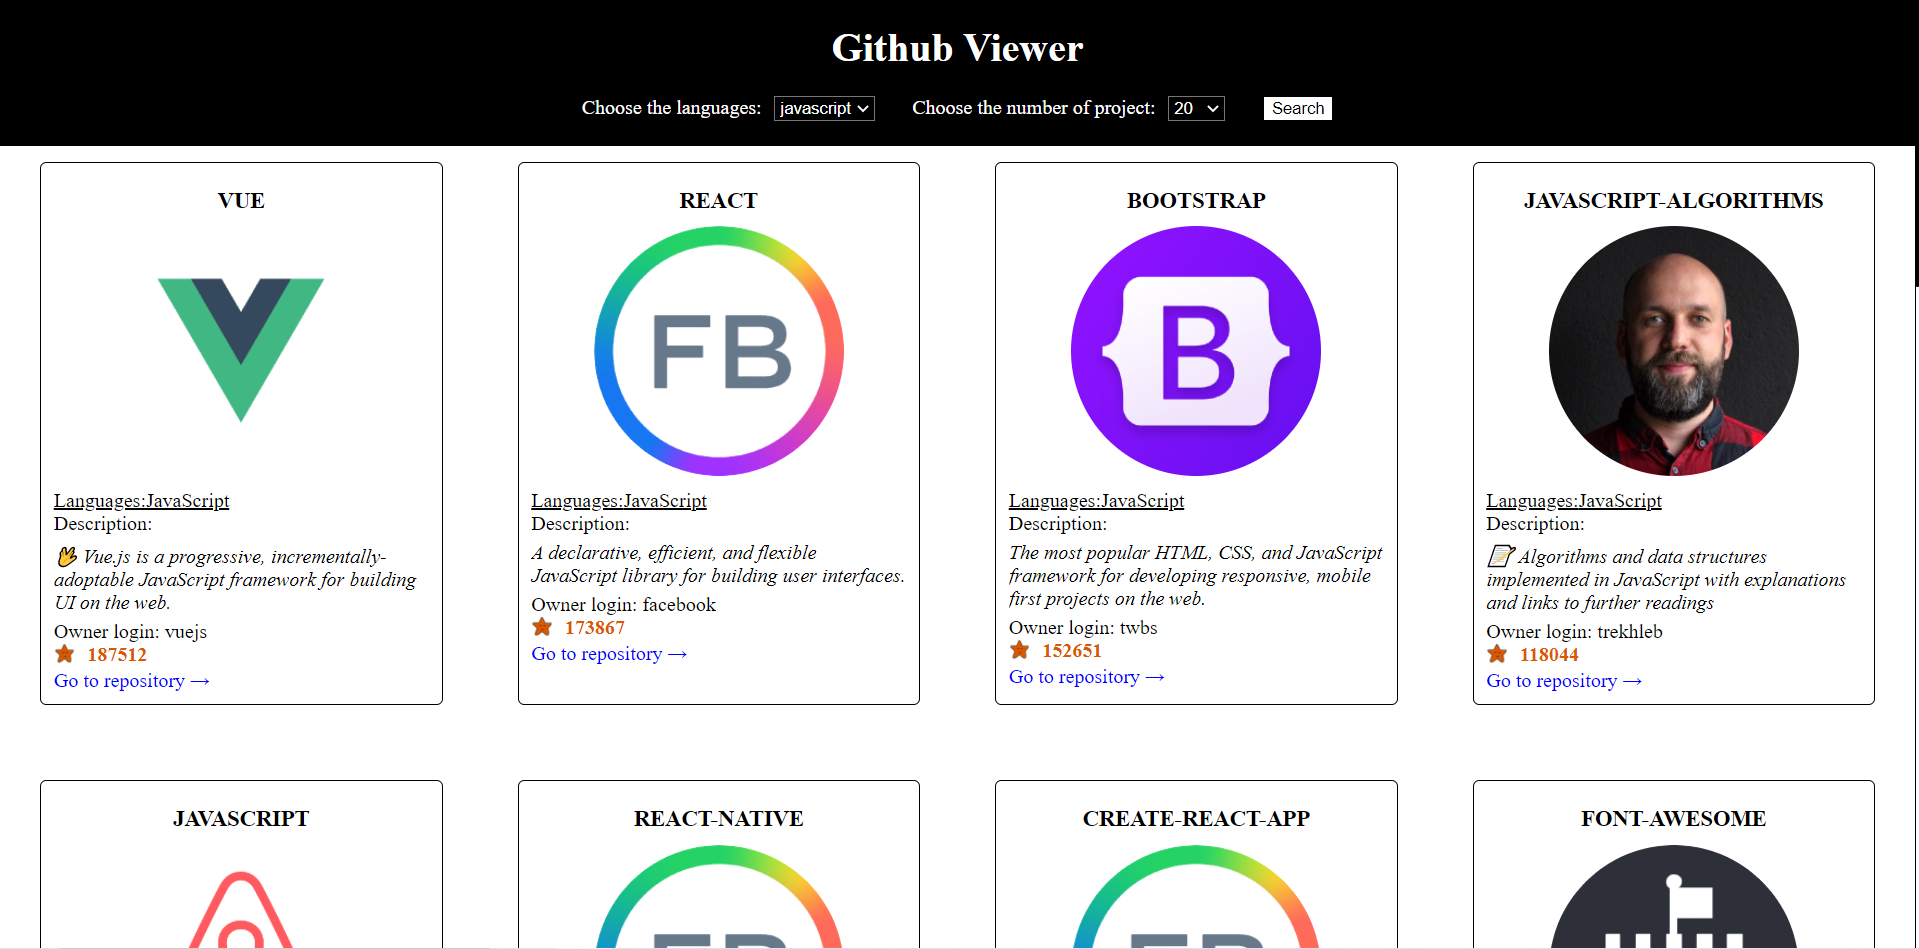 Github Viewer
Choose the languages: javascript Choose the number of project: 20 Search
VUE
Languages:JavaScript
Description:
🖖 Vue.js is a progressive, incrementally-
adoptable JavaScript framework for building
UI on the web.
Owner login: vuejs
187512
Go to repository →
REACT
FB
Languages:JavaScript
Description:
A declarative, efficient, and flexible
JavaScript library for building user interfaces.
Owner login: facebook
173867
Go to repository →
BOOTSTRAP
B
Languages:JavaScript
Description:
The most popular HTML, CSS, and JavaScript
framework for developing responsive, mobile
first projects on the web.
Owner login: twbs
152651
Go to repository →
JAVASCRIPT-ALGORITHMS
Languages:JavaScript
Description:
📝 Algorithms and data structures
implemented in JavaScript with explanations
and links to further readings
Owner login: trekhleb
118044
Go to repository →
JAVASCRIPT
REACT-NATIVE
FB
CREATE-REACT-APP
FB
FONT-AWESOME